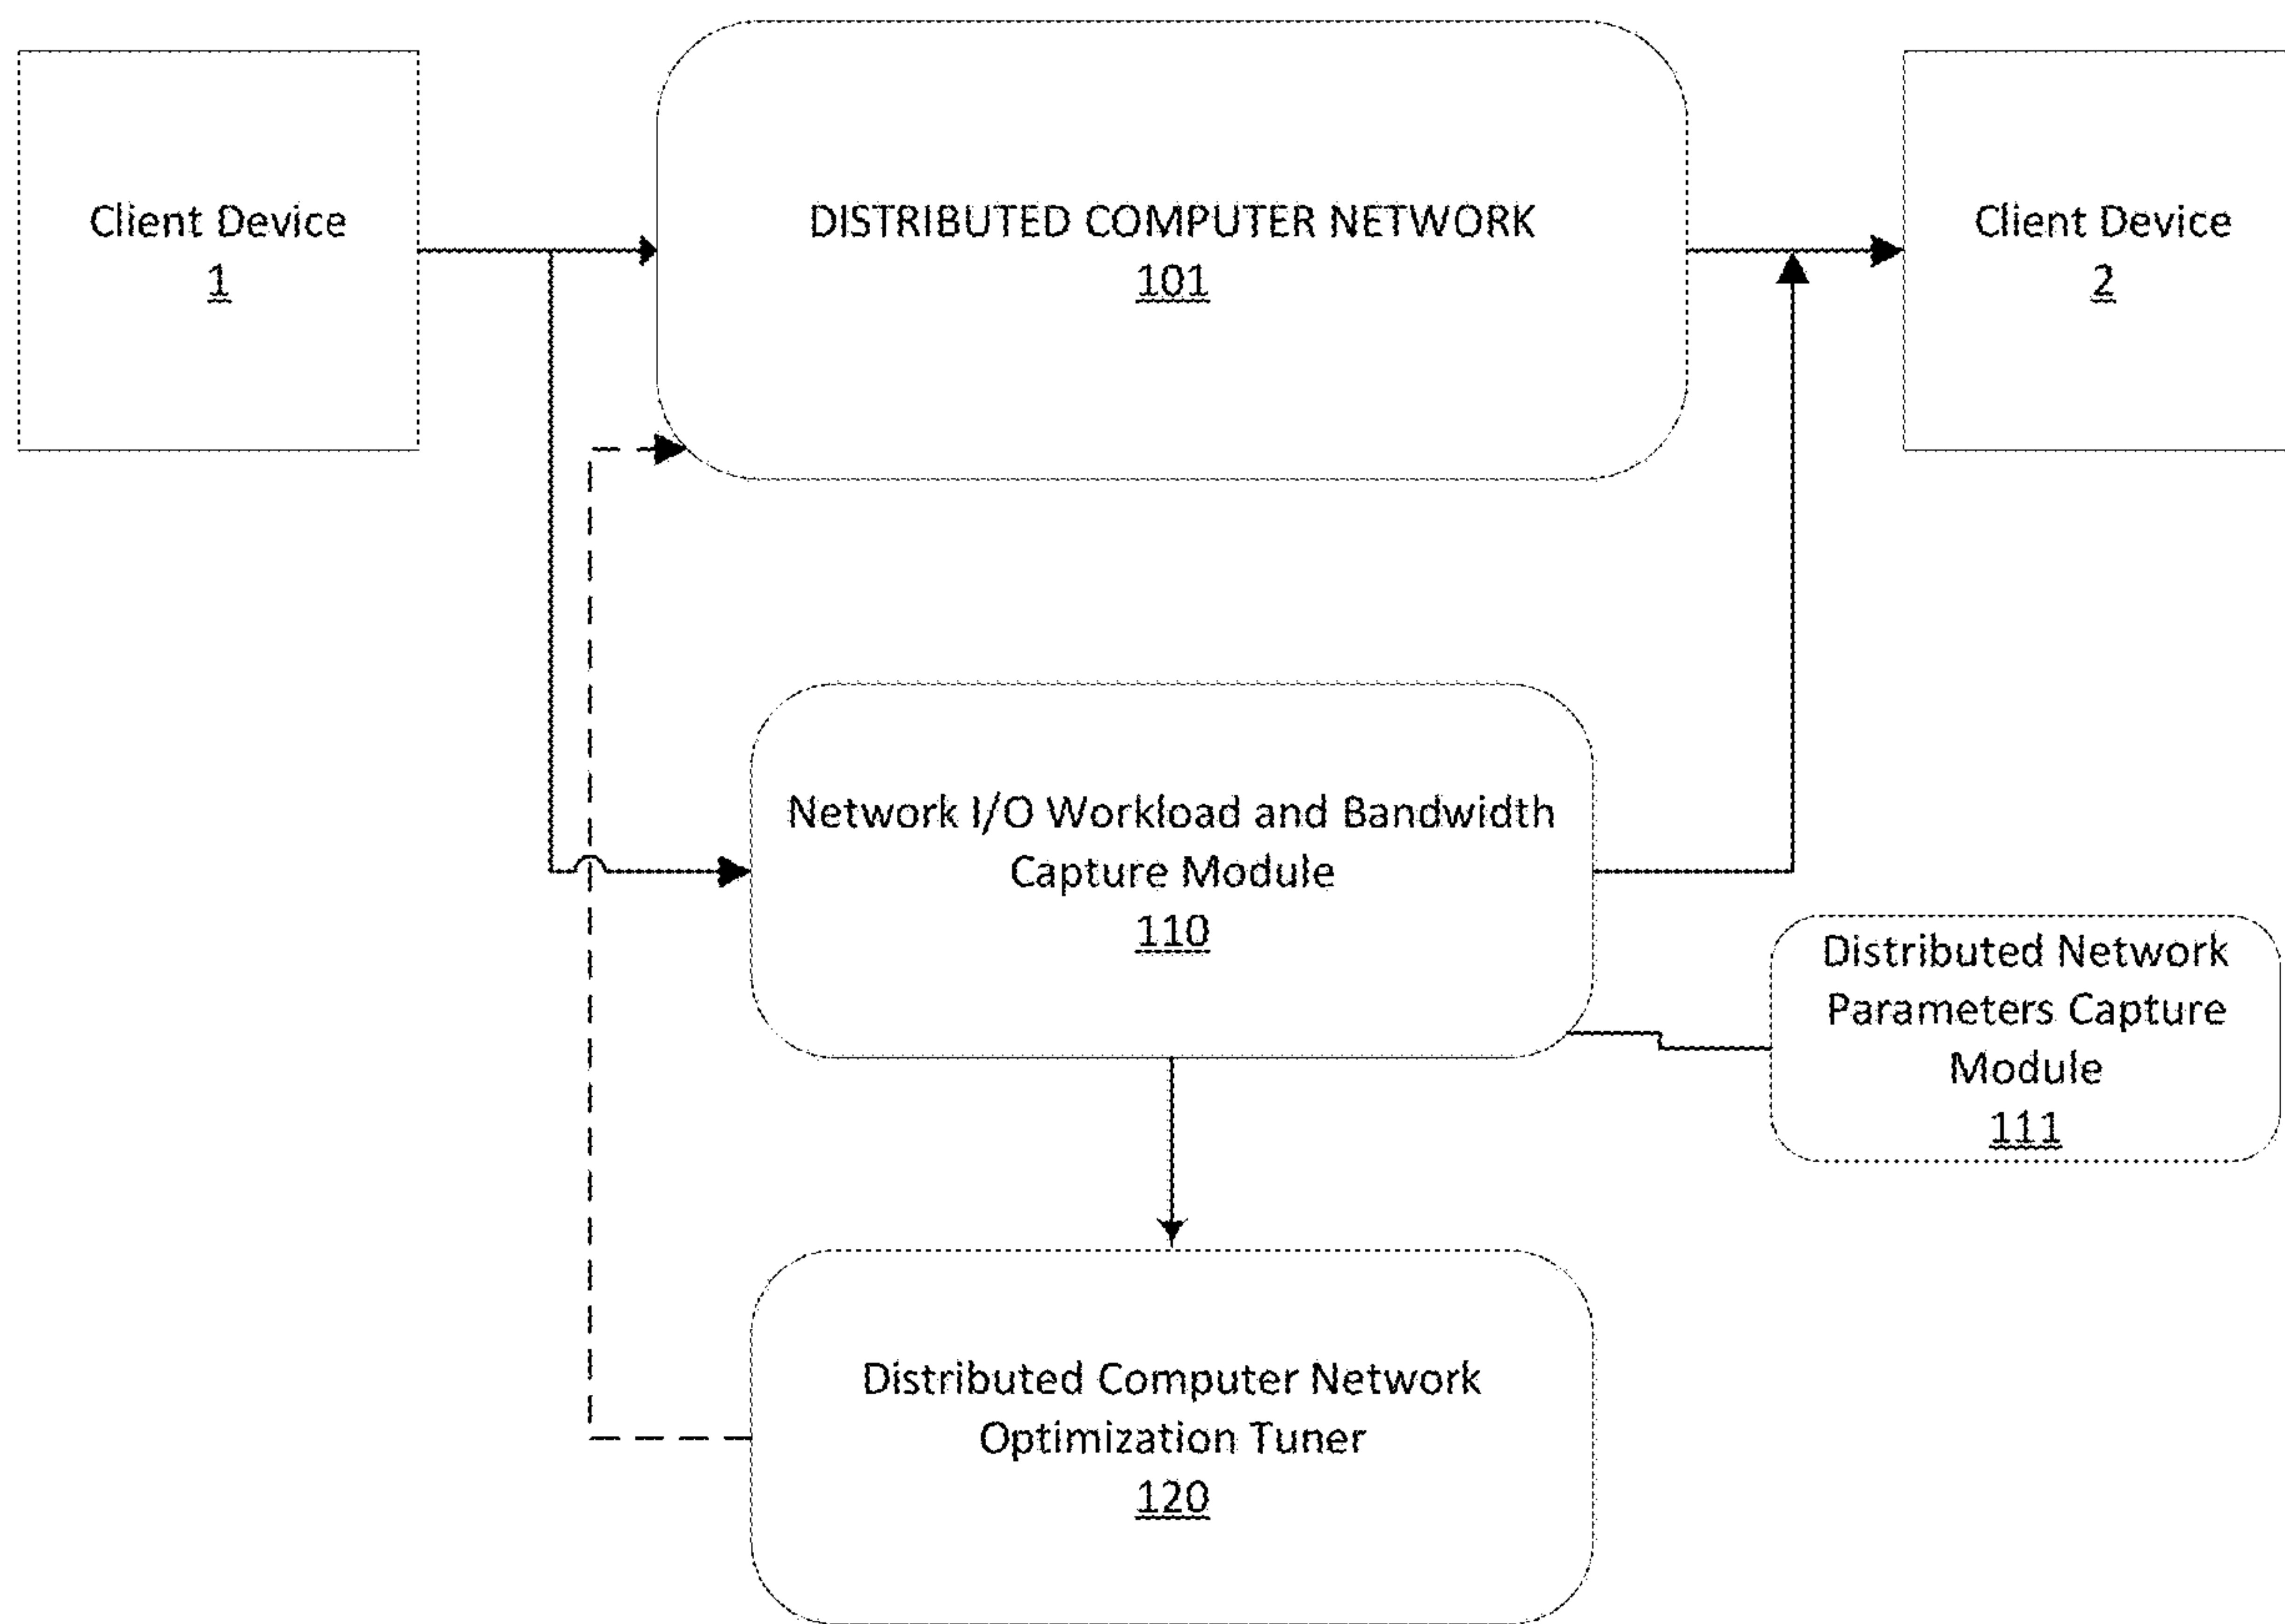 Client Device
1
DISTRIBUTED COMPUTER NETWORK
101
Client Device
2
Network I/O Workload and Bandwidth
Capture Module
110
Distributed Network
Parameters Capture
Module
111
Distributed Computer Network
Optimization Tuner
120